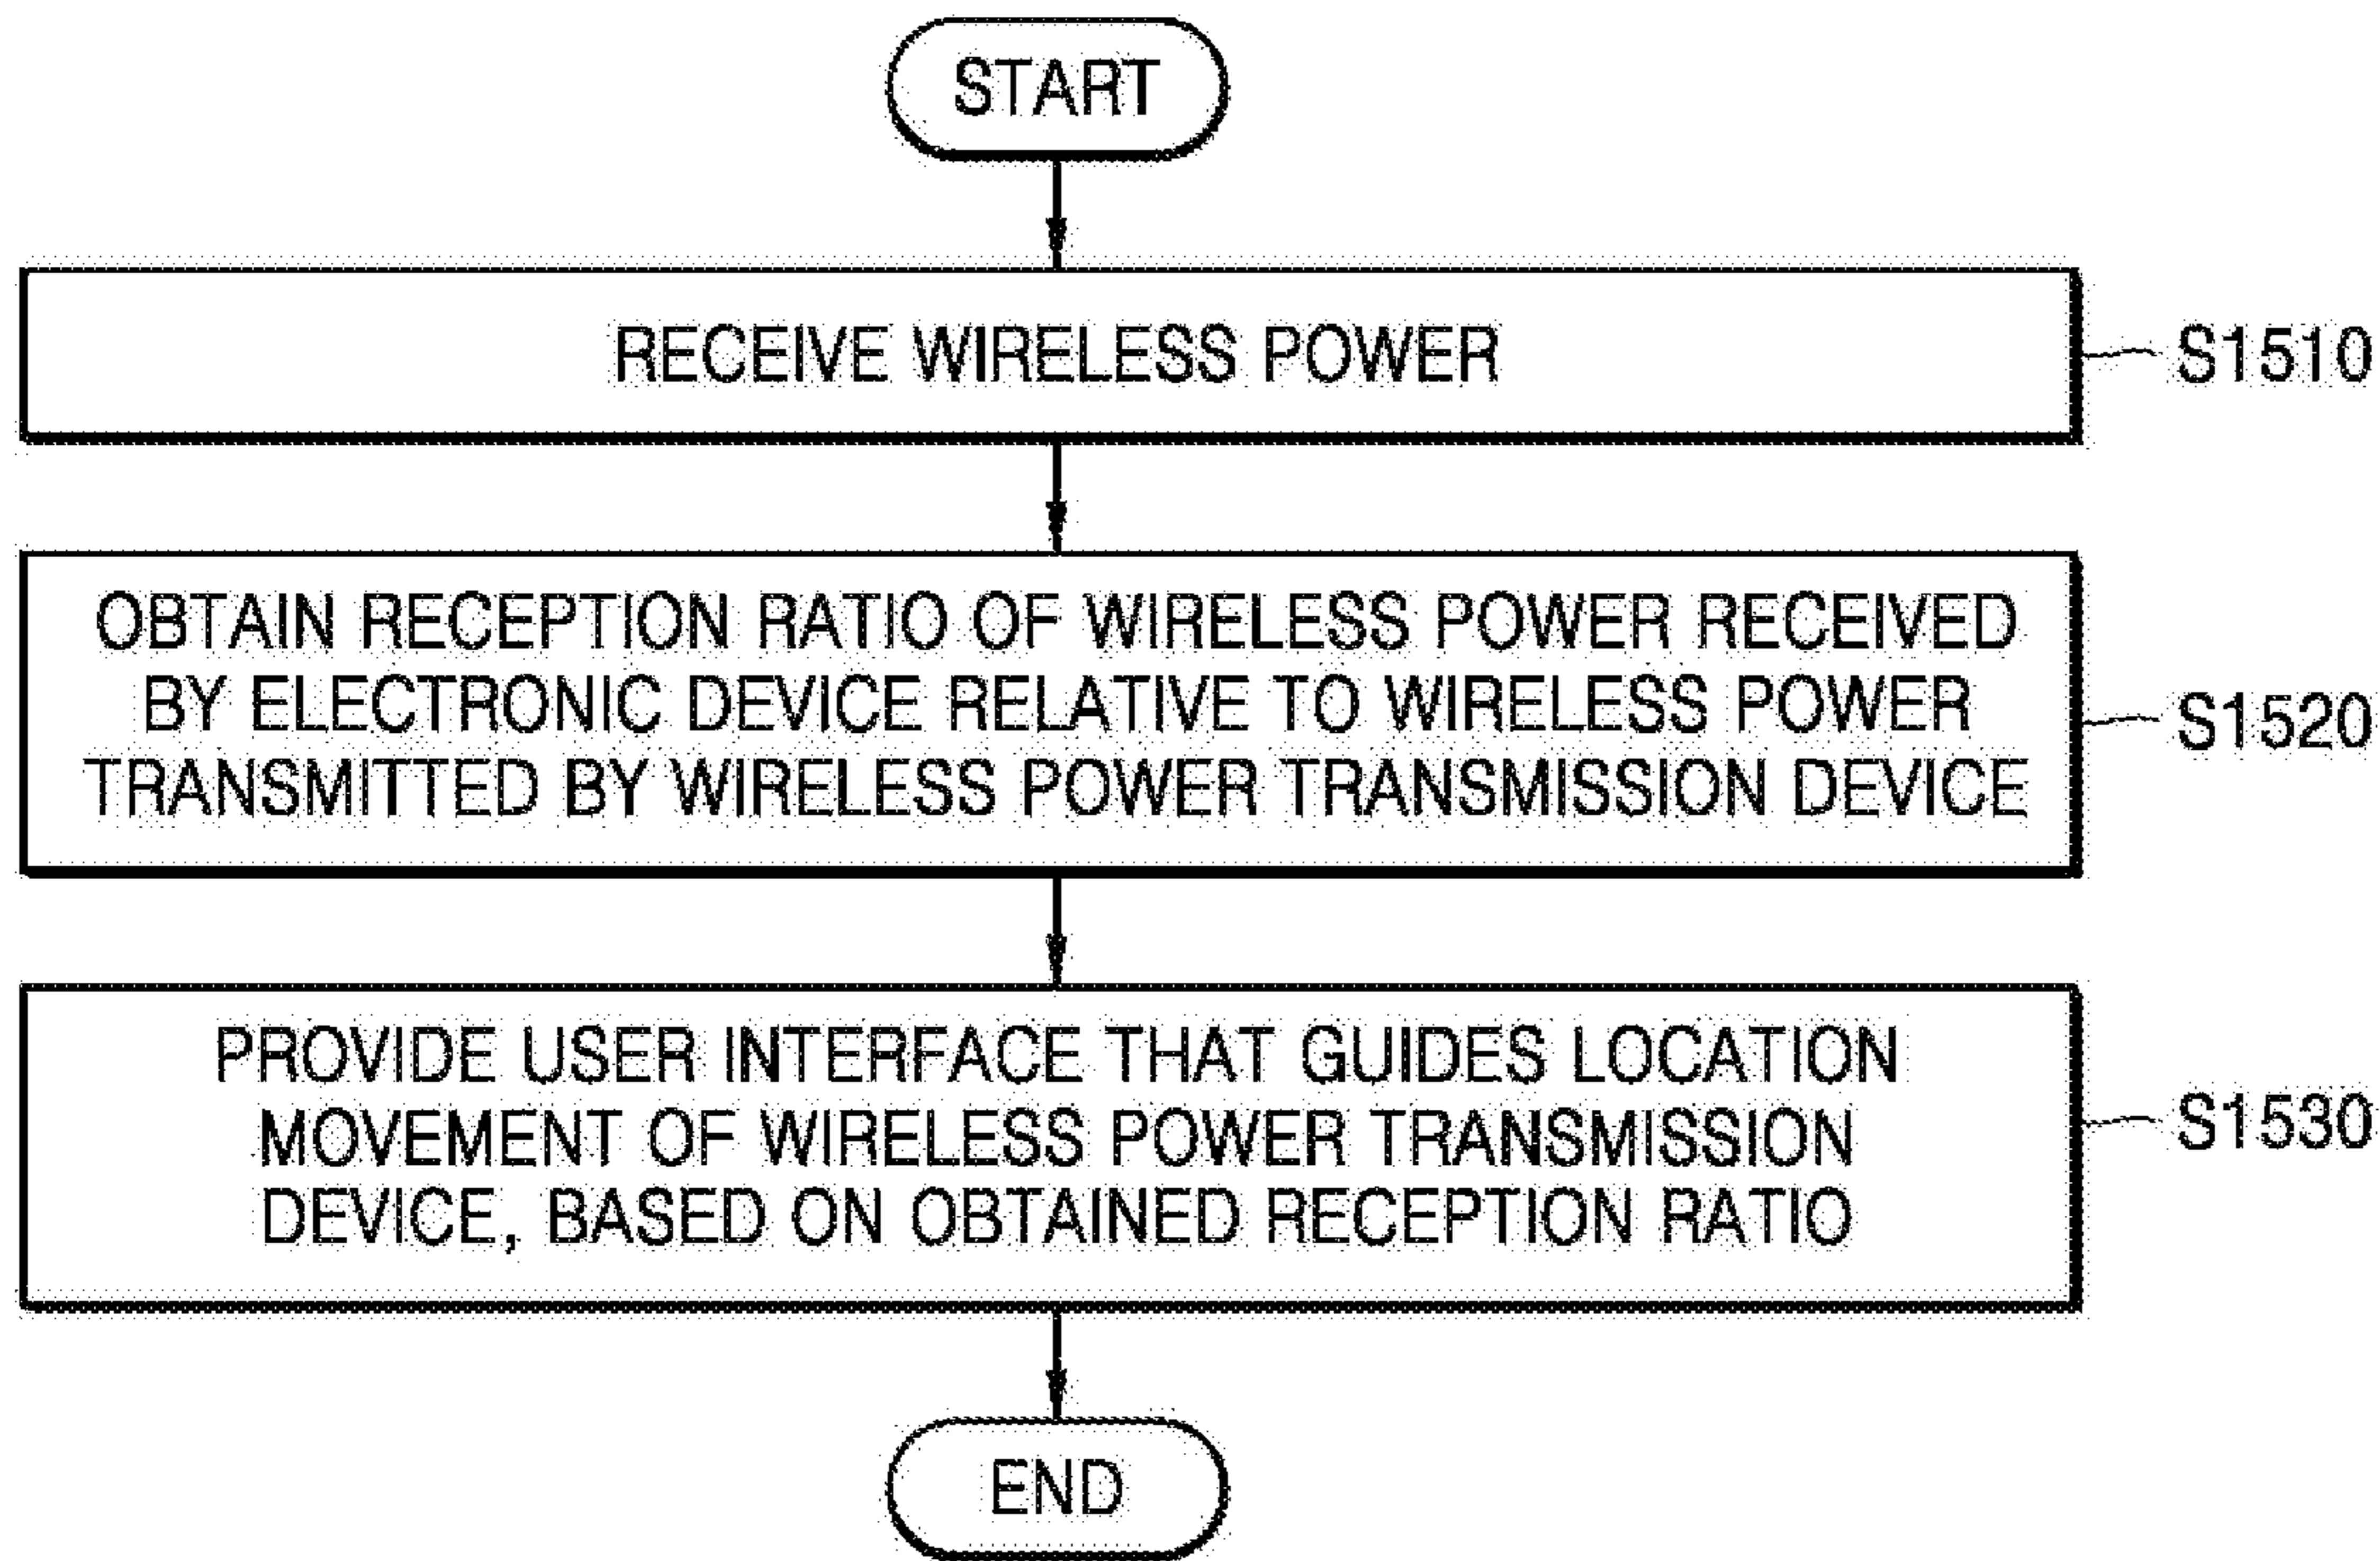 START
RECEIVE WIRELESS POWER
S1510
OBTAIN RECEPTION RATIO OF WIRELESS POWER RECEIVED
BY ELECTRONIC DEVICE RELATIVE TO WIRELESS POWER
TRANSMITTED BY WIRELESS POWER TRANSMISSION DEVICE
S1520
PROVIDE USER INTERFACE THAT GUIDES LOCATION
MOVEMENT OF WIRELESS POWER TRANSMISSION
DEVICE, BASED ON OBTAINED RECEPTION RATIO
S1530
END